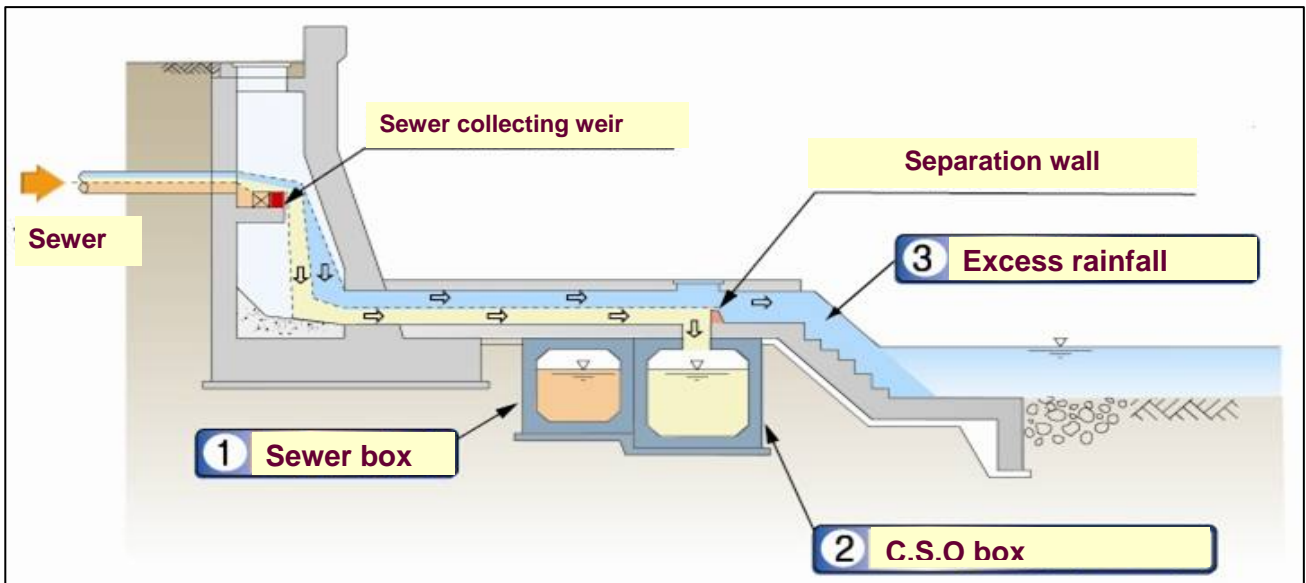 Sewer collecting weir
Separation wall
Sewer
3 Excess rainfall
1 Sewer box
2 C.S.O box